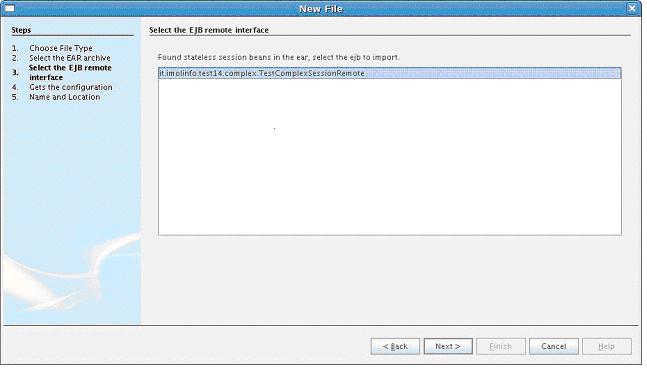 New File
Steps
1. Choose File Type
2. Select the EAR archive
3. Select the EJB remote
interface
4. Gets the configuration
5. Name and Location
Select the EJB remote interface
Found stateless session beans in the ear, select the ejb to import.
it.imolinfo.test14.complex.TestComplexSessionRemote
< Back
Next >
Finish
Cancel
Help